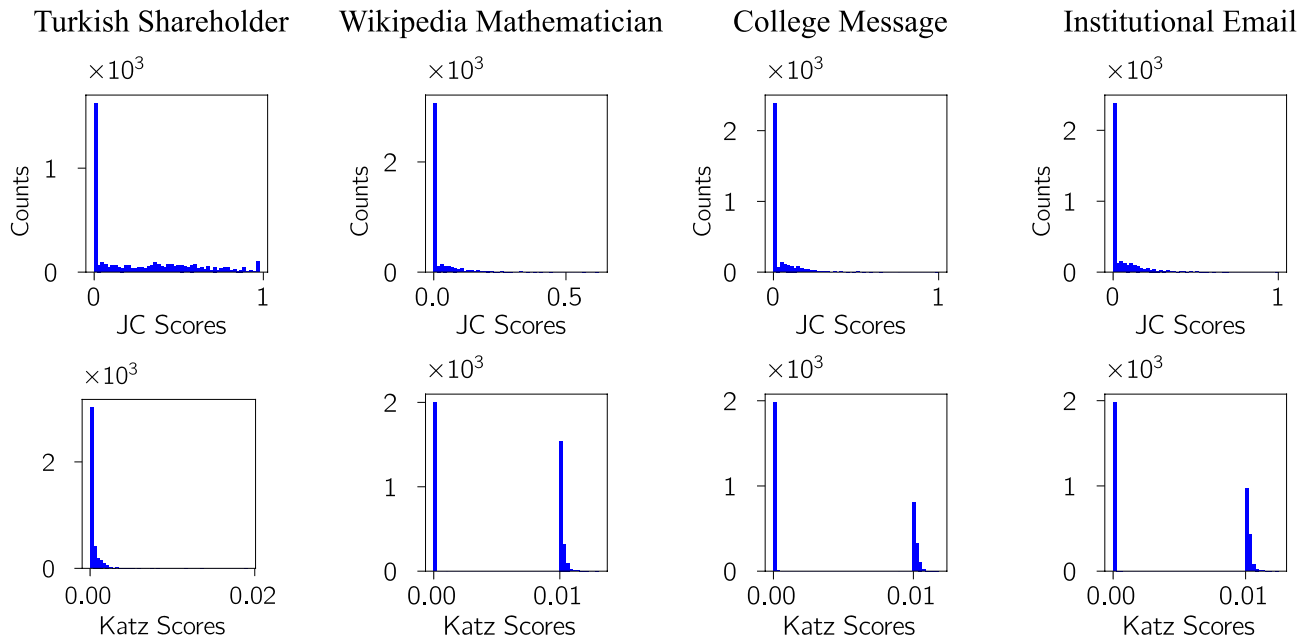 Turkish Shareholder Wikipedia Mathematician College Message Institutional Email
×10³ ×10³ ×10³ ×10³
Counts 1 0
0 1
JC Scores
Counts 2 0
0.0 0.5
JC Scores
Counts 2 1 0
0 1
JC Scores
Counts 2 1 0
0 1
JC Scores
×10³ ×10³ ×10³ ×10³
2 0
0.00 0.02
Katz Scores
2 1 0
0.00 0.01
Katz Scores
2 1 0
0.00 0.01
Katz Scores
2 1 0
0.00 0.01
Katz Scores